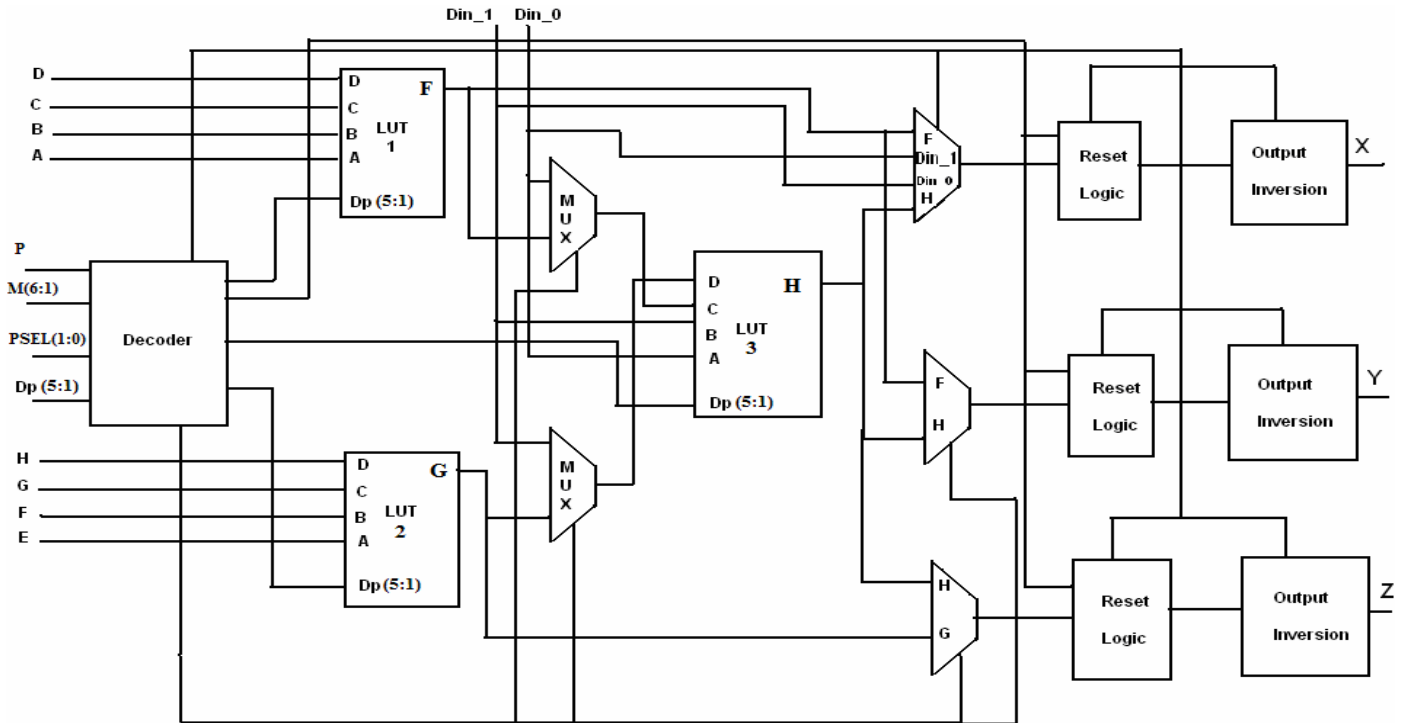 Din_1 Din_0
D
C
B
A
D
C
B
A
F
LUT
1
Dp (5:1)
P
M(6:1)
PSEL(1:0)
Dp (5:1)
Decoder
H
G
F
E
D
C
B
A
G
LUT
2
Dp (5:1)
M
U
X
M
U
X
D
C
B
A
H
LUT
3
Dp (5:1)
F
Din_1
Din_0
H
F
H
H
G
Reset
Logic
Output
Inversion
X
Reset
Logic
Output
Inversion
Y
Reset
Logic
Output
Inversion
Z